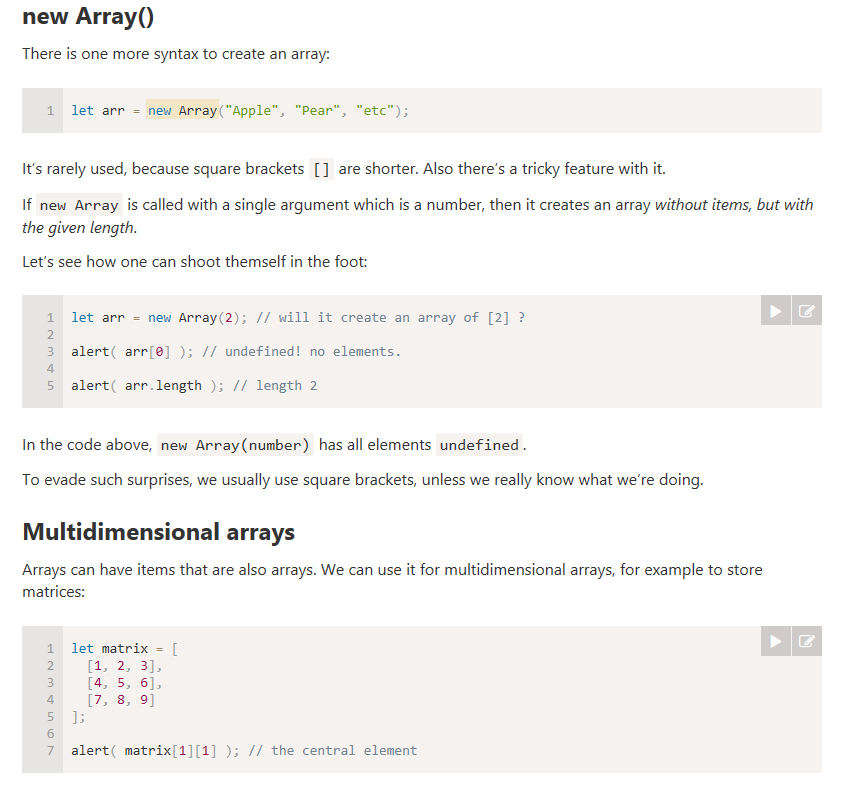 new Array()
There is one more syntax to create an array:
1 let arr = new Array("Apple", "Pear", "etc");
It's rarely used, because square brackets [] are shorter. Also there's a tricky feature with it.
If new Array is called with a single argument which is a number, then it creates an array without items, but with
the given length.
Let's see how one can shoot themself in the foot:
1 let arr = new Array(2); // will it create an array of [2] ?
2
3 alert( arr[0] ); // undefined! no elements.
4
5 alert( arr.length ); // length 2
In the code above, new Array(number) has all elements undefined.
To evade such surprises, we usually use square brackets, unless we really know what we're doing.
Multidimensional arrays
Arrays can have items that are also arrays. We can use it for multidimensional arrays, for example to store
matrices:
1 let matrix = [
2   [1, 2, 3],
3   [4, 5, 6],
4   [7, 8, 9]
5 ];
6
7 alert( matrix[1][1] ); // the central element